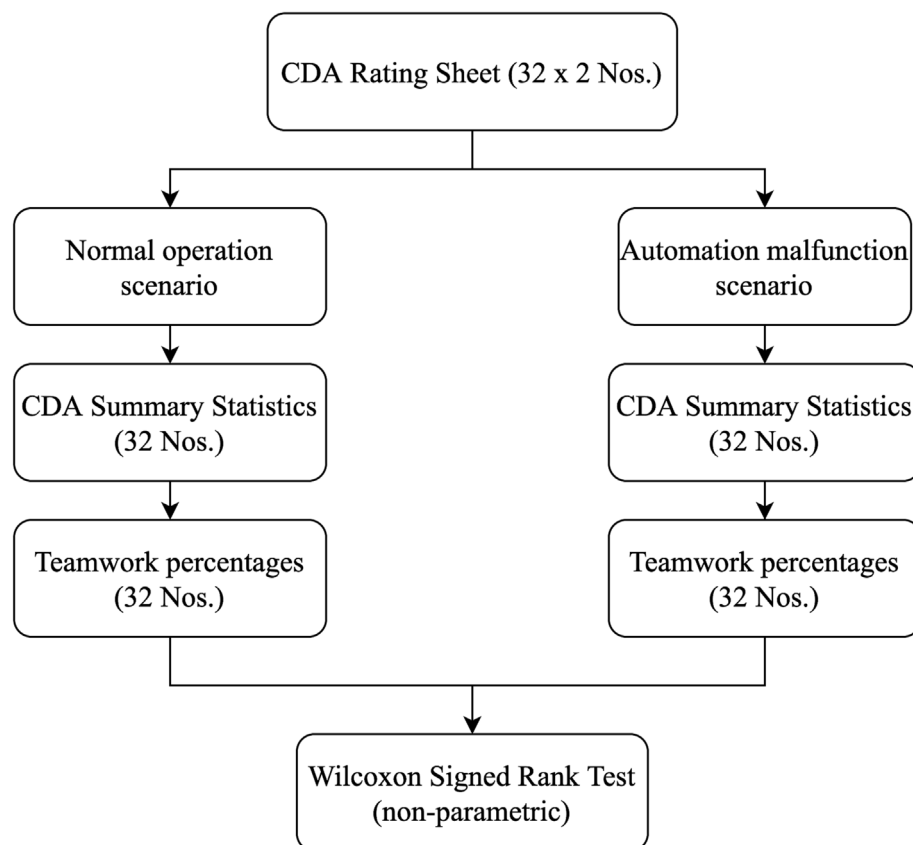 CDA Rating Sheet (32 x 2 Nos.)
Normal operation
scenario
Automation malfunction
scenario
CDA Summary Statistics
(32 Nos.)
CDA Summary Statistics
(32 Nos.)
Teamwork percentages
(32 Nos.)
Teamwork percentages
(32 Nos.)
Wilcoxon Signed Rank Test
(non-parametric)